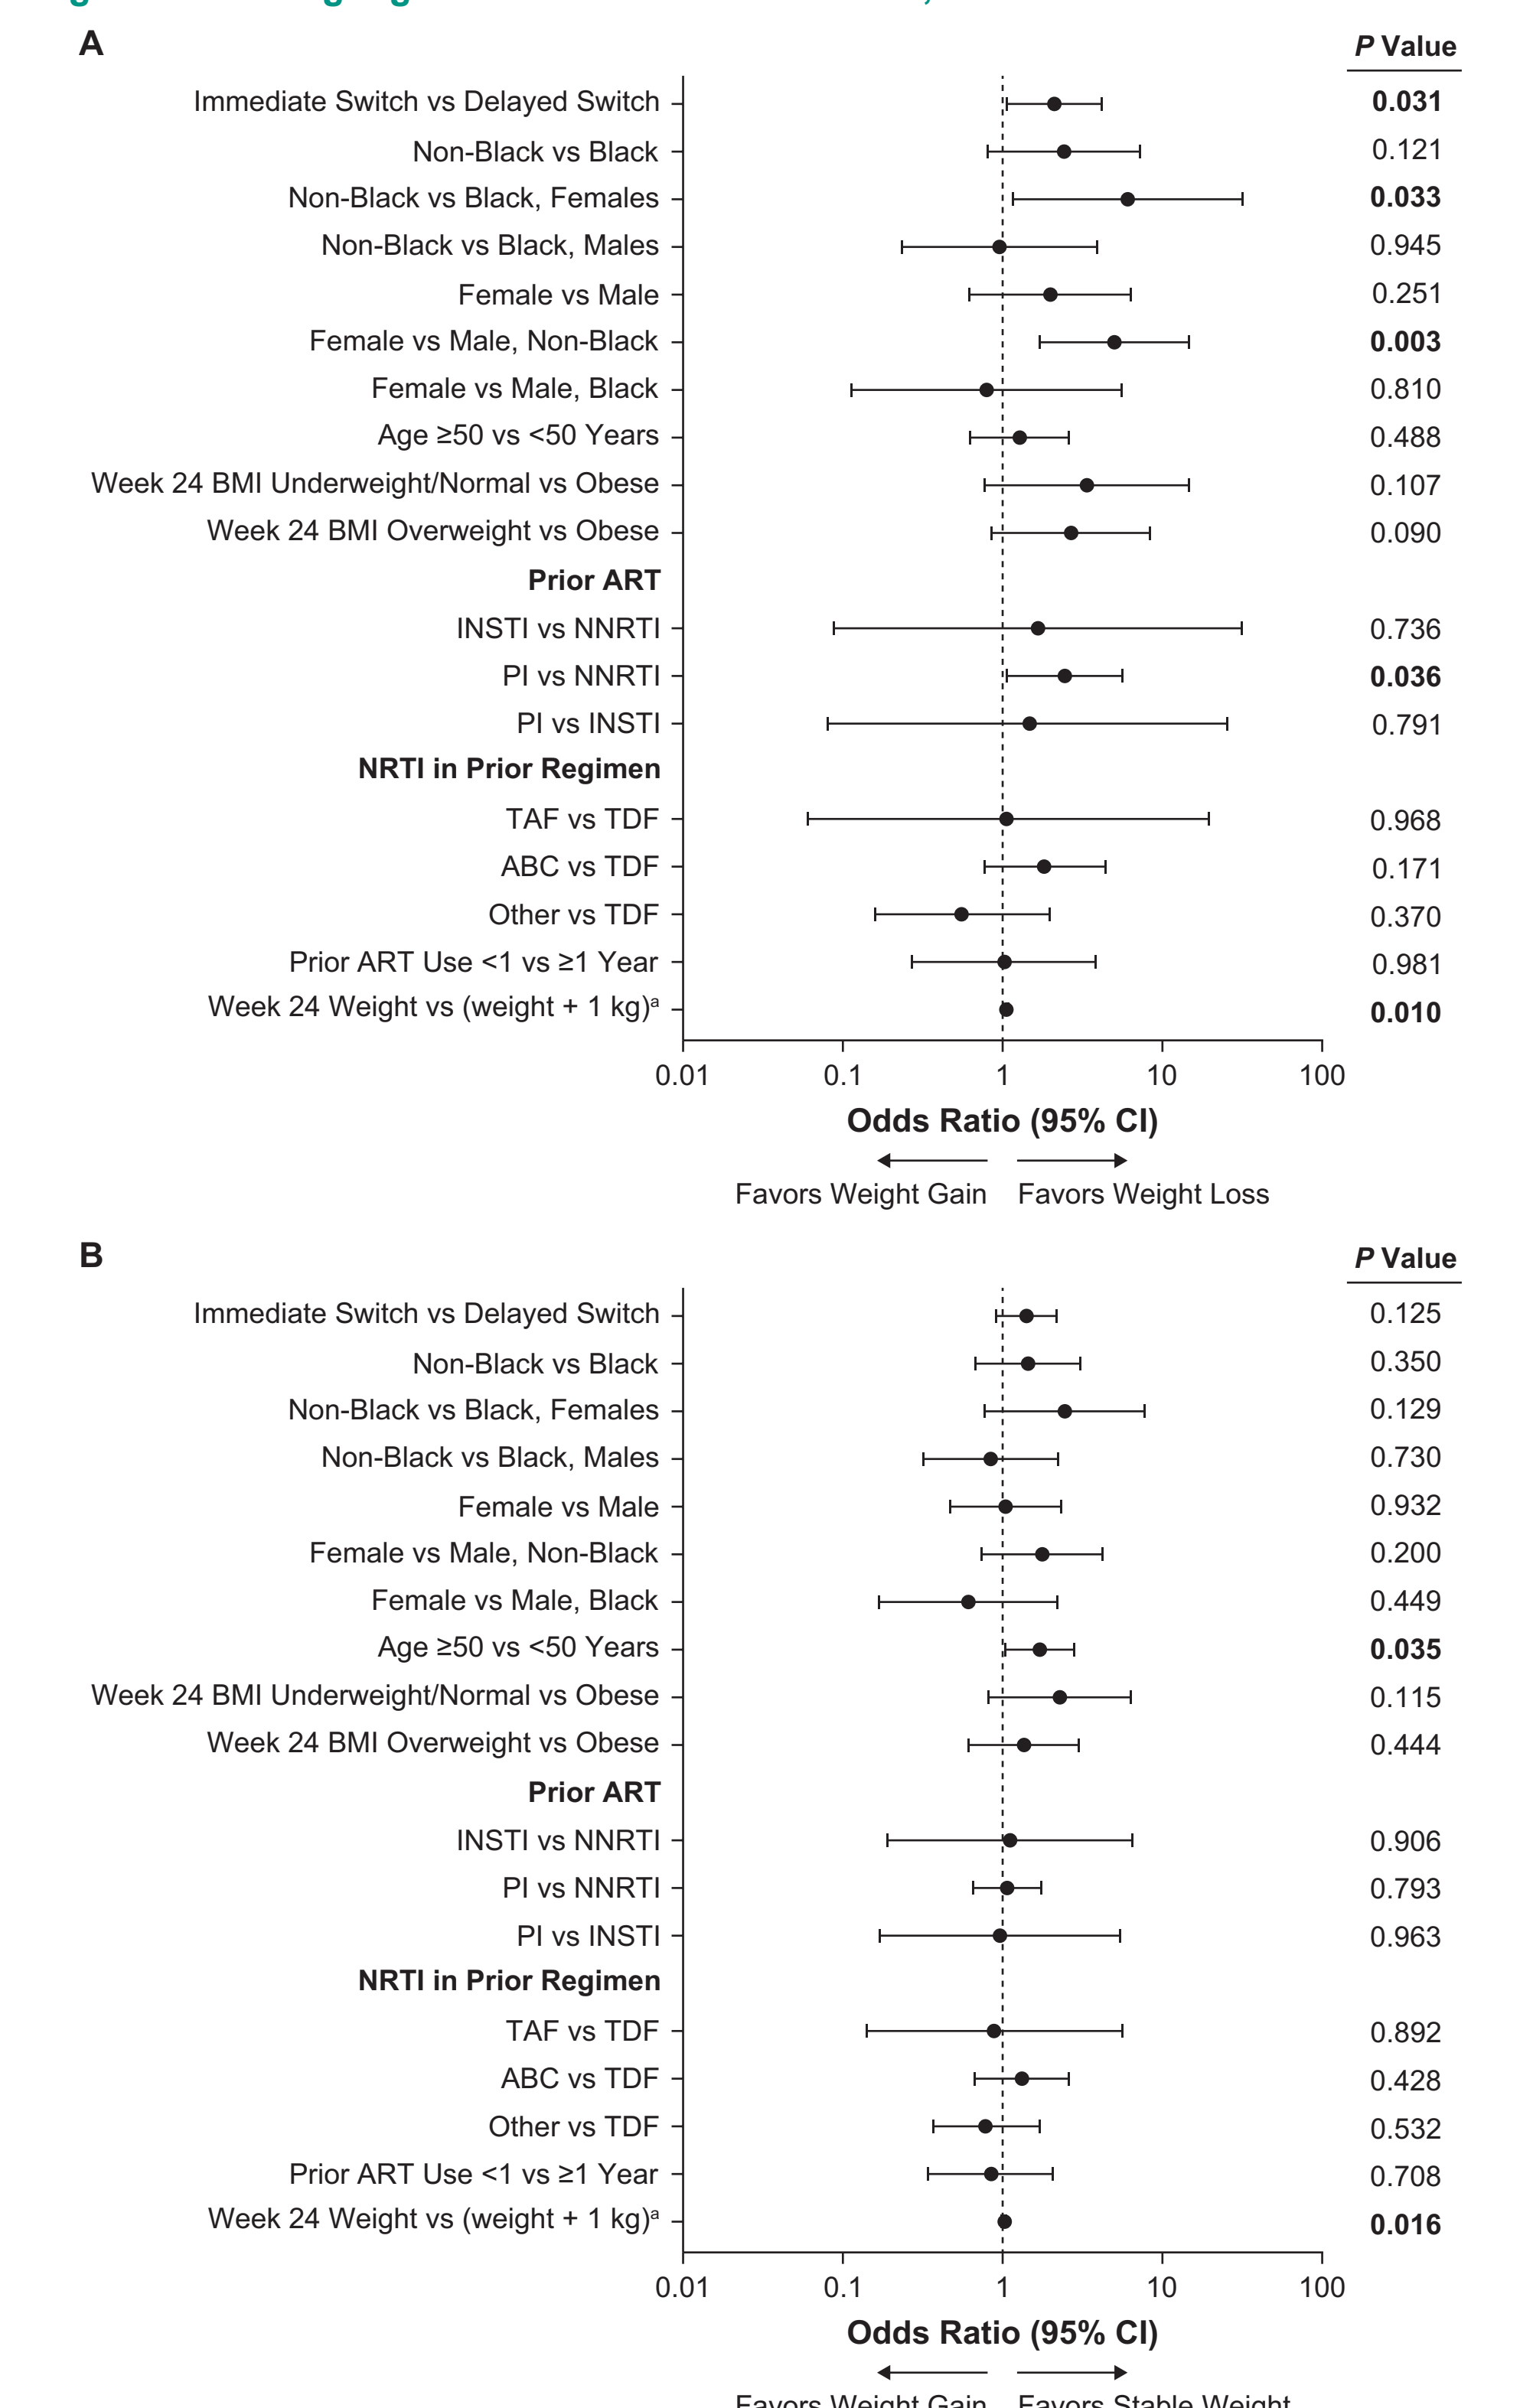 A
P Value
Immediate Switch vs Delayed Switch 0.031
Non-Black vs Black 0.121
Non-Black vs Black, Females 0.033
Non-Black vs Black, Males 0.945
Female vs Male 0.251
Female vs Male, Non-Black 0.003
Female vs Male, Black 0.810
Age ≥50 vs <50 Years 0.488
Week 24 BMI Underweight/Normal vs Obese 0.107
Week 24 BMI Overweight vs Obese 0.090
Prior ART
INSTI vs NNRTI 0.736
PI vs NNRTI 0.036
PI vs INSTI 0.791
NRTI in Prior Regimen
TAF vs TDF 0.968
ABC vs TDF 0.171
Other vs TDF 0.370
Prior ART Use <1 vs ≥1 Year 0.981
Week 24 Weight vs (weight + 1 kg)ᵃ 0.010
0.01 0.1 1 10 100
Odds Ratio (95% CI)
Favors Weight Gain Favors Weight Loss
B
P Value
Immediate Switch vs Delayed Switch 0.125
Non-Black vs Black 0.350
Non-Black vs Black, Females 0.129
Non-Black vs Black, Males 0.730
Female vs Male 0.932
Female vs Male, Non-Black 0.200
Female vs Male, Black 0.449
Age ≥50 vs <50 Years 0.035
Week 24 BMI Underweight/Normal vs Obese 0.115
Week 24 BMI Overweight vs Obese 0.444
Prior ART
INSTI vs NNRTI 0.906
PI vs NNRTI 0.793
PI vs INSTI 0.963
NRTI in Prior Regimen
TAF vs TDF 0.892
ABC vs TDF 0.428
Other vs TDF 0.532
Prior ART Use <1 vs ≥1 Year 0.708
Week 24 Weight vs (weight + 1 kg)ᵃ 0.016
0.01 0.1 1 10 100
Odds Ratio (95% CI)
Favors Weight Gain Favors Stable Weight